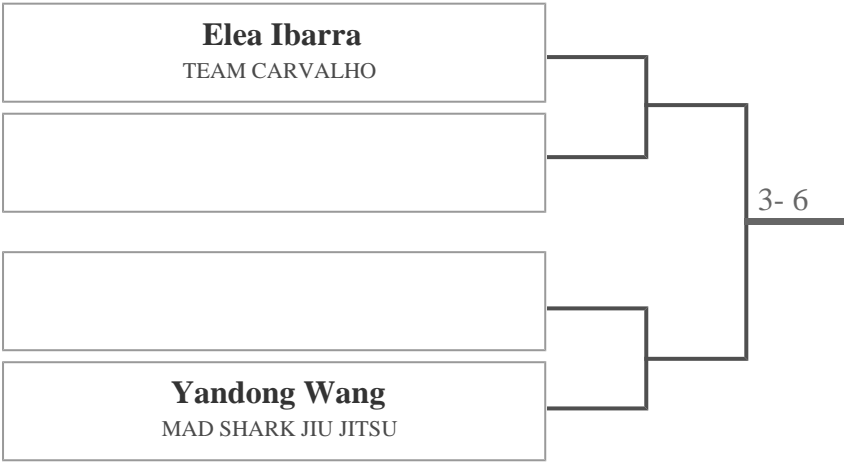 Elea Ibarra
TEAM CARVALHO
3- 6
Yandong Wang
MAD SHARK JIU JITSU